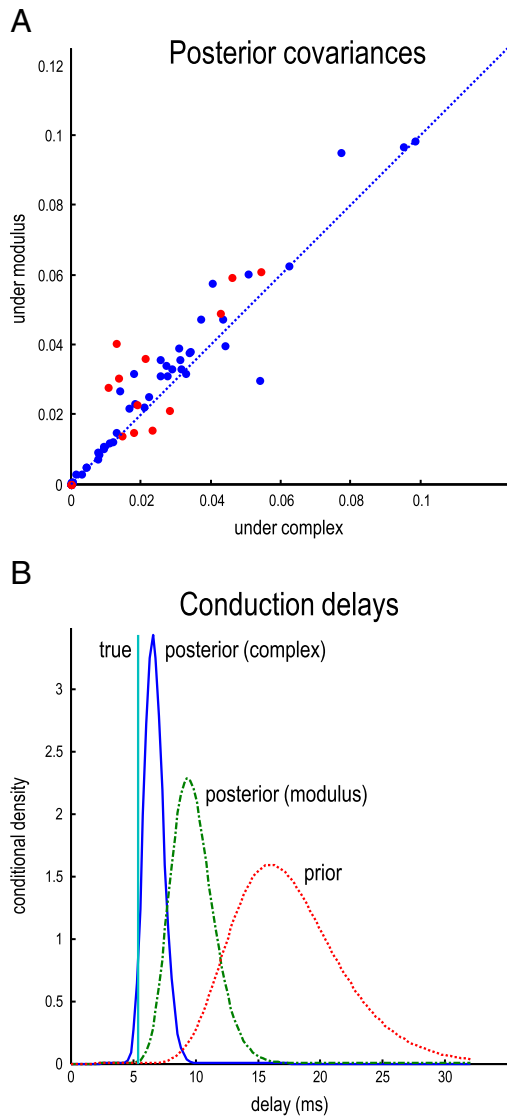 A
Posterior covariances
0.12
0.1
0.08
0.06
0.04
0.02
0
under modulus
0 0.02 0.04 0.06 0.08 0.1
under complex
B
Conduction delays
true posterior (complex)
posterior (modulus)
prior
3
2.5
2
1.5
1
0.5
0
conditional density
0 5 10 15 20 25 30
delay (ms)